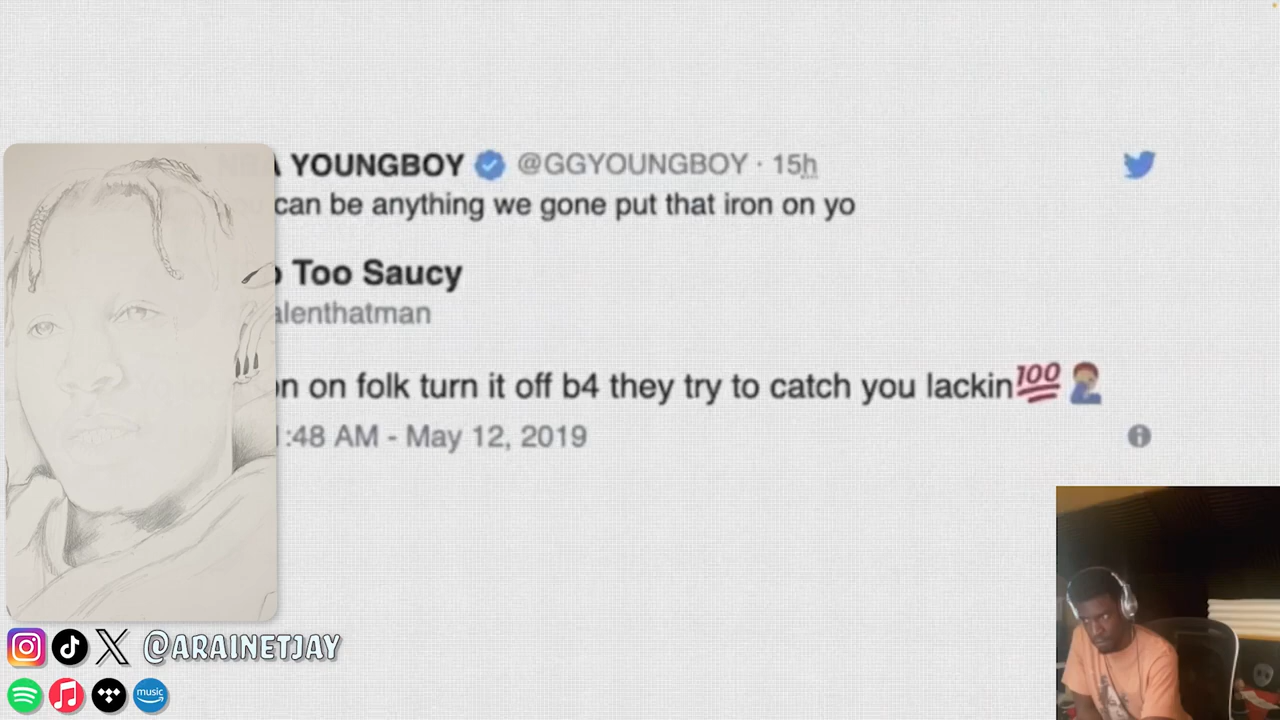 YOUNGBOY @GGYOUNGBOY · 15h
can be anything we gone put that iron on yo
Too Saucy
alenthatman
on folk turn it off b4 they try to catch you lackin💯🤦
:48 AM - May 12, 2019
@ARAINETJAY
music